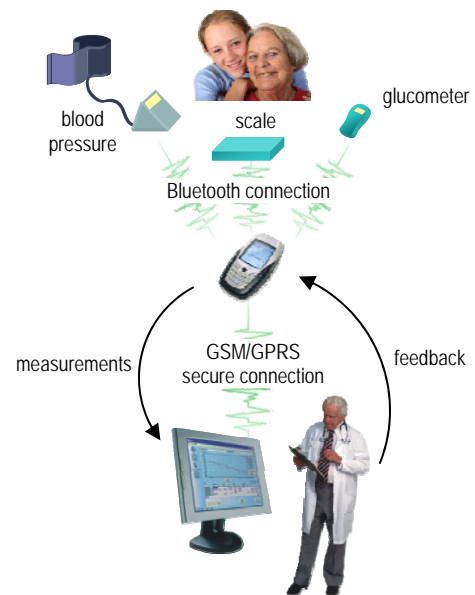 glucometer
blood
pressure
scale
Bluetooth connection
measurements
GSM/GPRS
secure connection
feedback